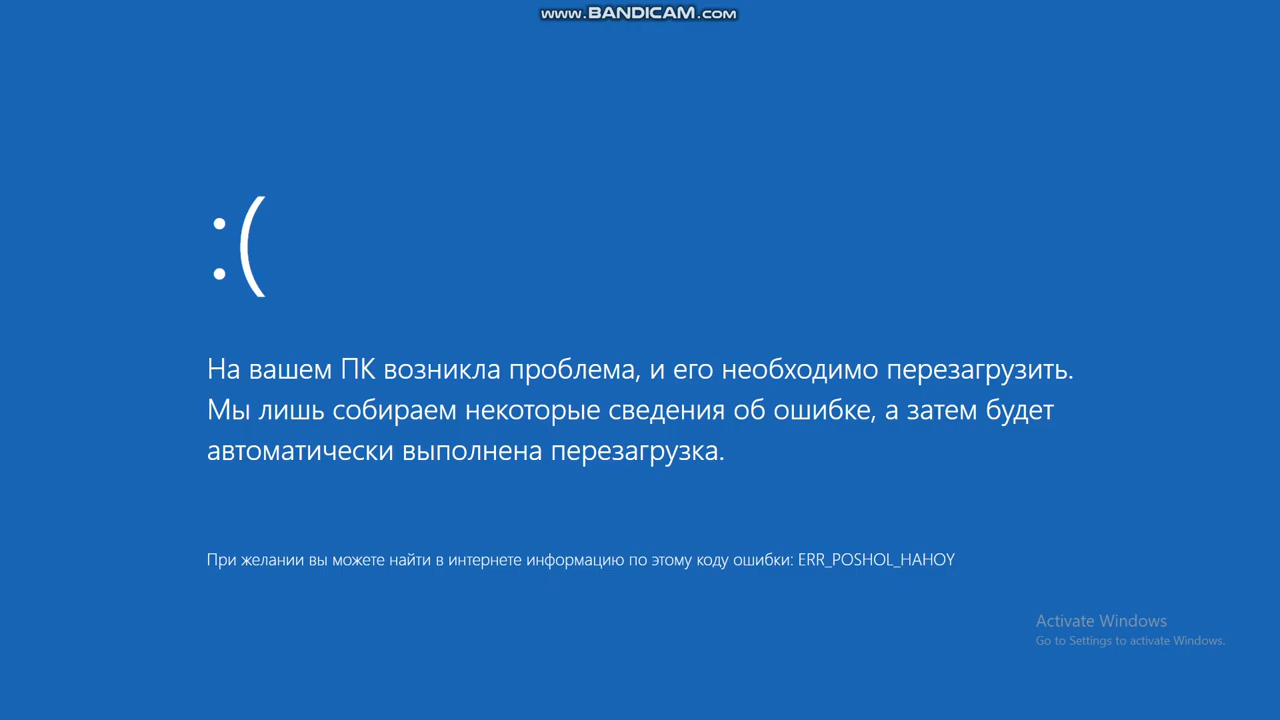 www.BANDICAM.com
:(
На вашем ПК возникла проблема, и его необходимо перезагрузить.
Мы лишь собираем некоторые сведения об ошибке, а затем будет
автоматически выполнена перезагрузка.
При желании вы можете найти в интернете информацию по этому коду ошибки: ERR_POSHOL_HAHOY
Activate Windows
Go to Settings to activate Windows.